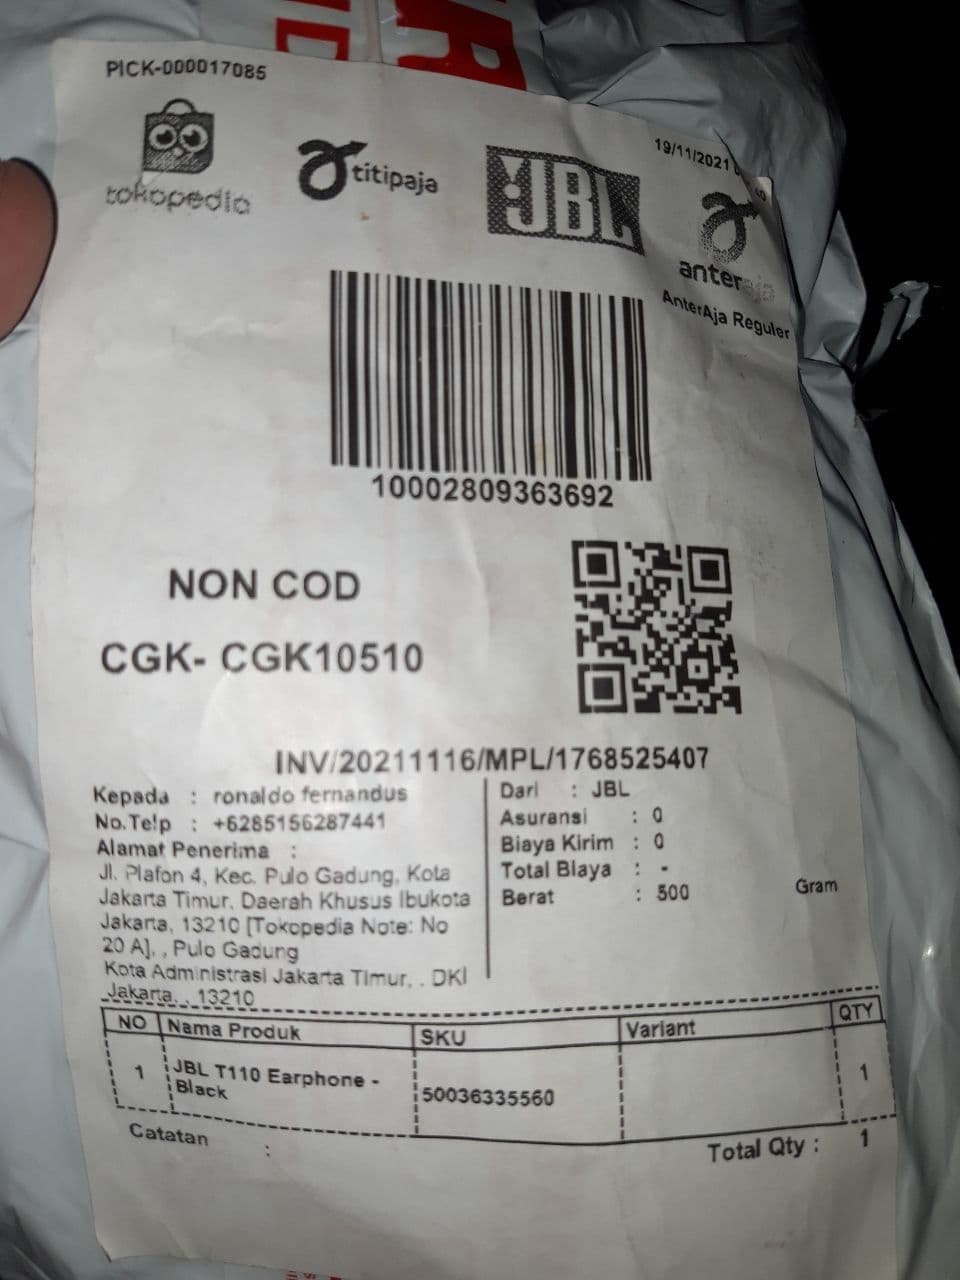 PICK-000017085
19/11/2021
tokopedia
titipaja
JBL
anteraja
AnterAja Reguler
10002809363692
NON COD
CGK- CGK10510
INV/20211116/MPL/1768525407
Kepada : ronaldo fernandus
No.Telp : +6285156287441
Alamat Penerima :
Jl. Plafon 4, Kec. Pulo Gadung, Kota
Jakarta Timur, Daerah Khusus Ibukota
Jakarta, 13210 [Tokopedia Note: No
20 A], , Pulo Gadung
Kota Administrasi Jakarta Timur, . DKI
Jakarta, . 13210
Dari : JBL
Asuransi : 0
Biaya Kirim : 0
Total Biaya : -
Berat : 500 Gram
NO Nama Produk SKU Variant QTY
1 JBL T110 Earphone - 50036335560 1
Black
Catatan :
Total Qty : 1